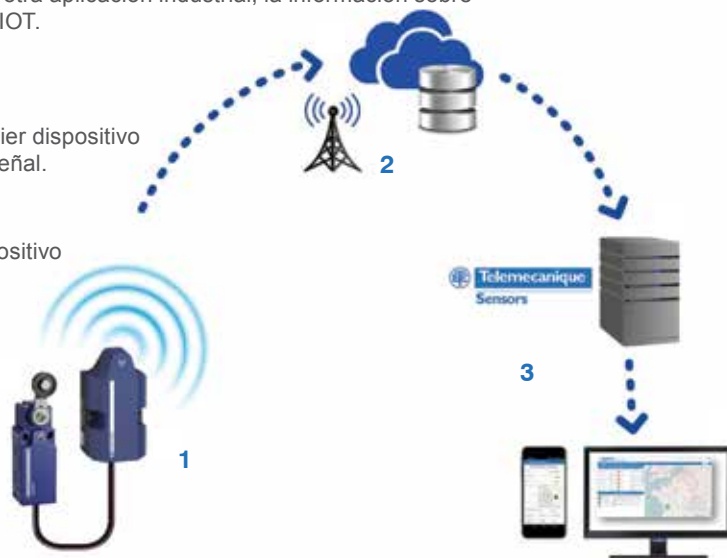 otra aplicación industrial, la información sobre
IOT.
ier dispositivo
eñal.
ositivo
2
Telemecanique
Sensors
3
1